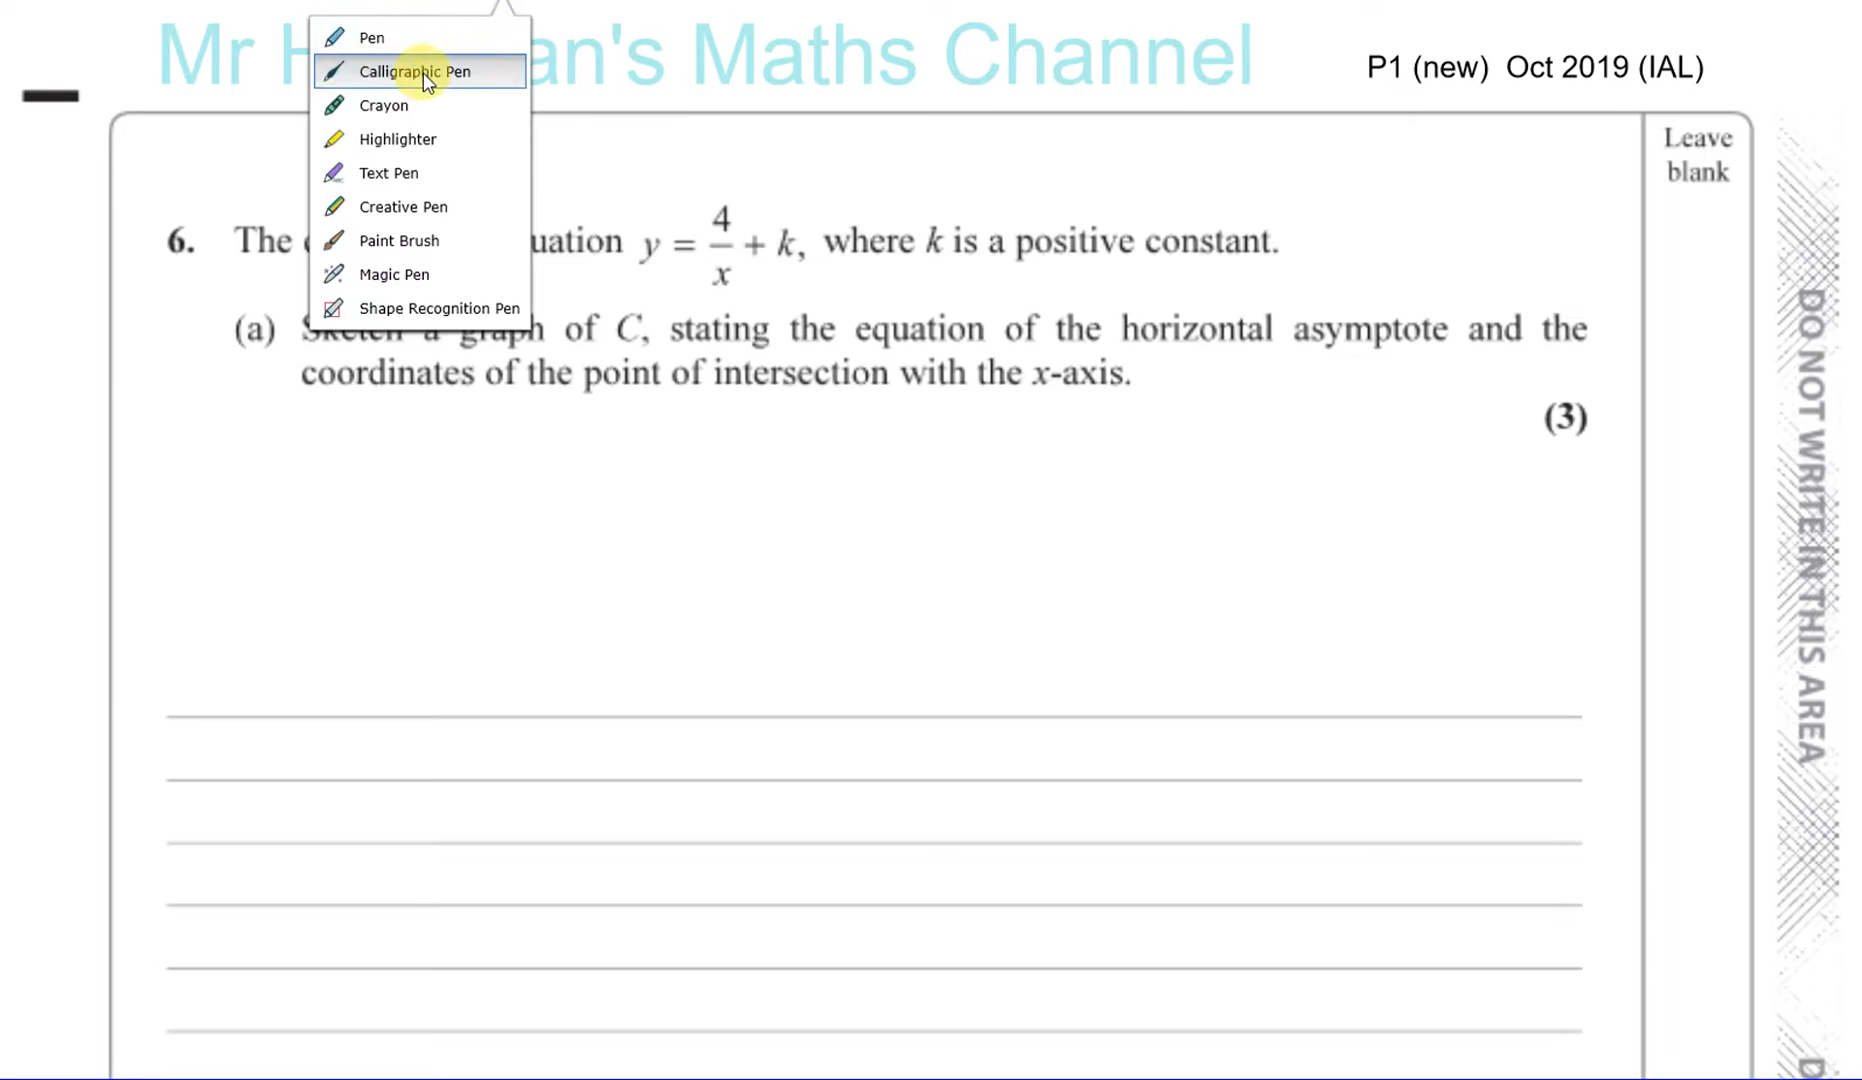 Mr H an's Maths Channel
P1 (new) Oct 2019 (IAL)
Pen
Calligraphic Pen
Crayon
Highlighter
Text Pen
Creative Pen
Paint Brush
Magic Pen
Shape Recognition Pen
Leave
blank
6. The uation y = 4/x + k, where k is a positive constant.
(a) Sketch a graph of C, stating the equation of the horizontal asymptote and the
coordinates of the point of intersection with the x-axis.
(3)
DO NOT WRITE IN THIS AREA
D